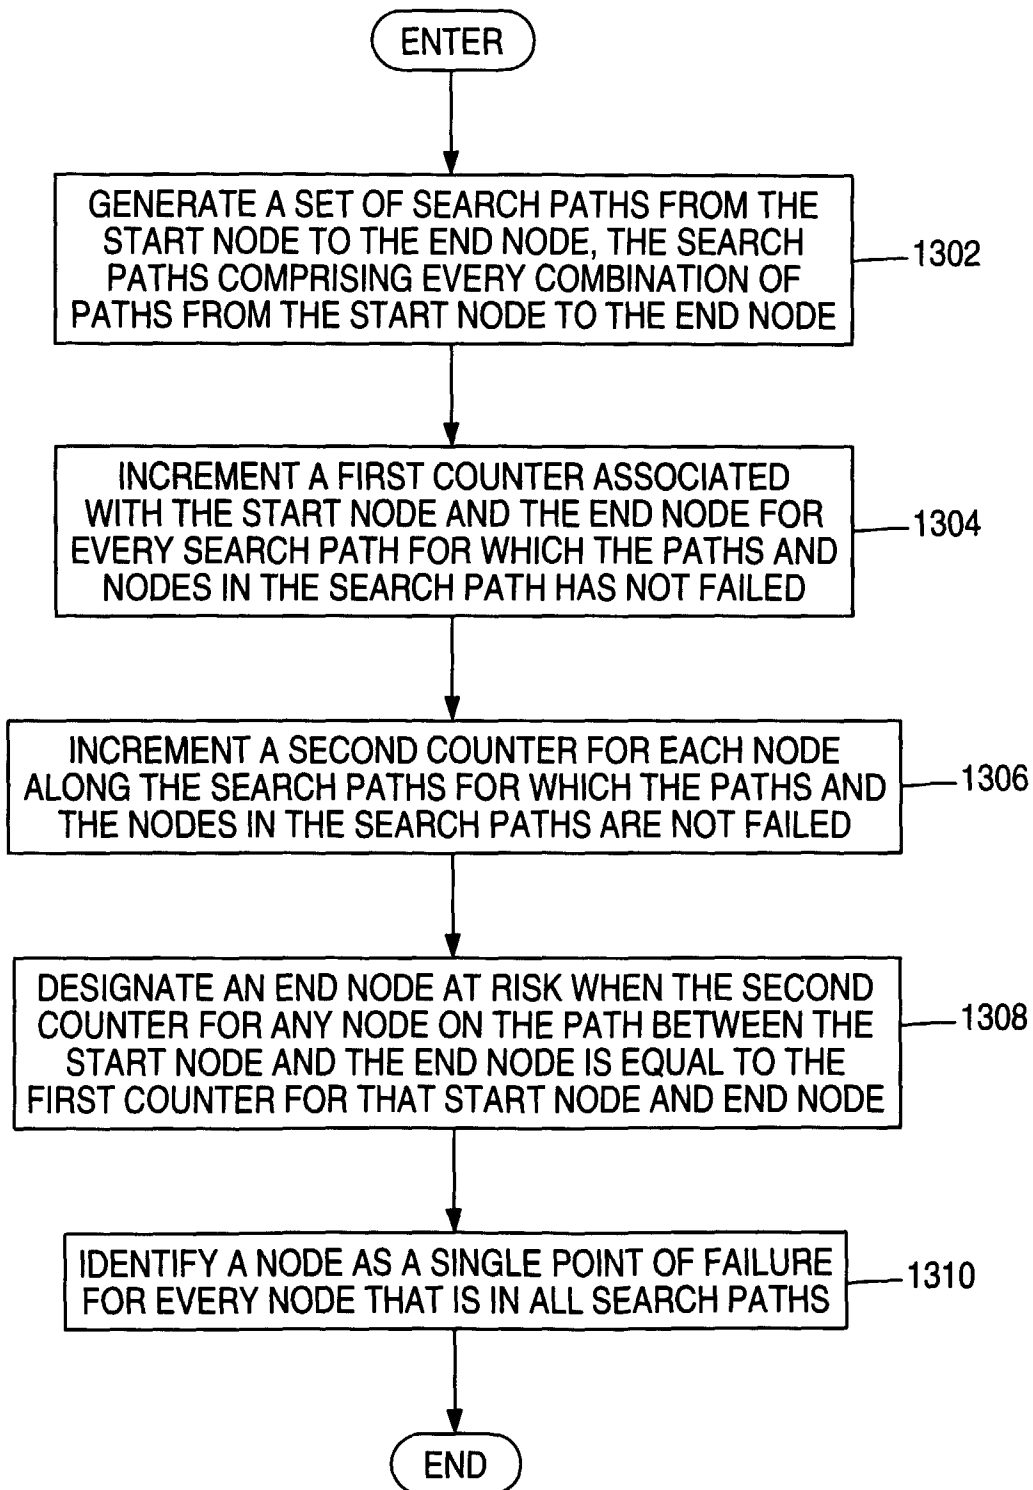 ENTER
GENERATE A SET OF SEARCH PATHS FROM THE
START NODE TO THE END NODE, THE SEARCH
PATHS COMPRISING EVERY COMBINATION OF
PATHS FROM THE START NODE TO THE END NODE
1302
INCREMENT A FIRST COUNTER ASSOCIATED
WITH THE START NODE AND THE END NODE FOR
EVERY SEARCH PATH FOR WHICH THE PATHS AND
NODES IN THE SEARCH PATH HAS NOT FAILED
1304
INCREMENT A SECOND COUNTER FOR EACH NODE
ALONG THE SEARCH PATHS FOR WHICH THE PATHS AND
THE NODES IN THE SEARCH PATHS ARE NOT FAILED
1306
DESIGNATE AN END NODE AT RISK WHEN THE SECOND
COUNTER FOR ANY NODE ON THE PATH BETWEEN THE
START NODE AND THE END NODE IS EQUAL TO THE
FIRST COUNTER FOR THAT START NODE AND END NODE
1308
IDENTIFY A NODE AS A SINGLE POINT OF FAILURE
FOR EVERY NODE THAT IS IN ALL SEARCH PATHS
1310
END